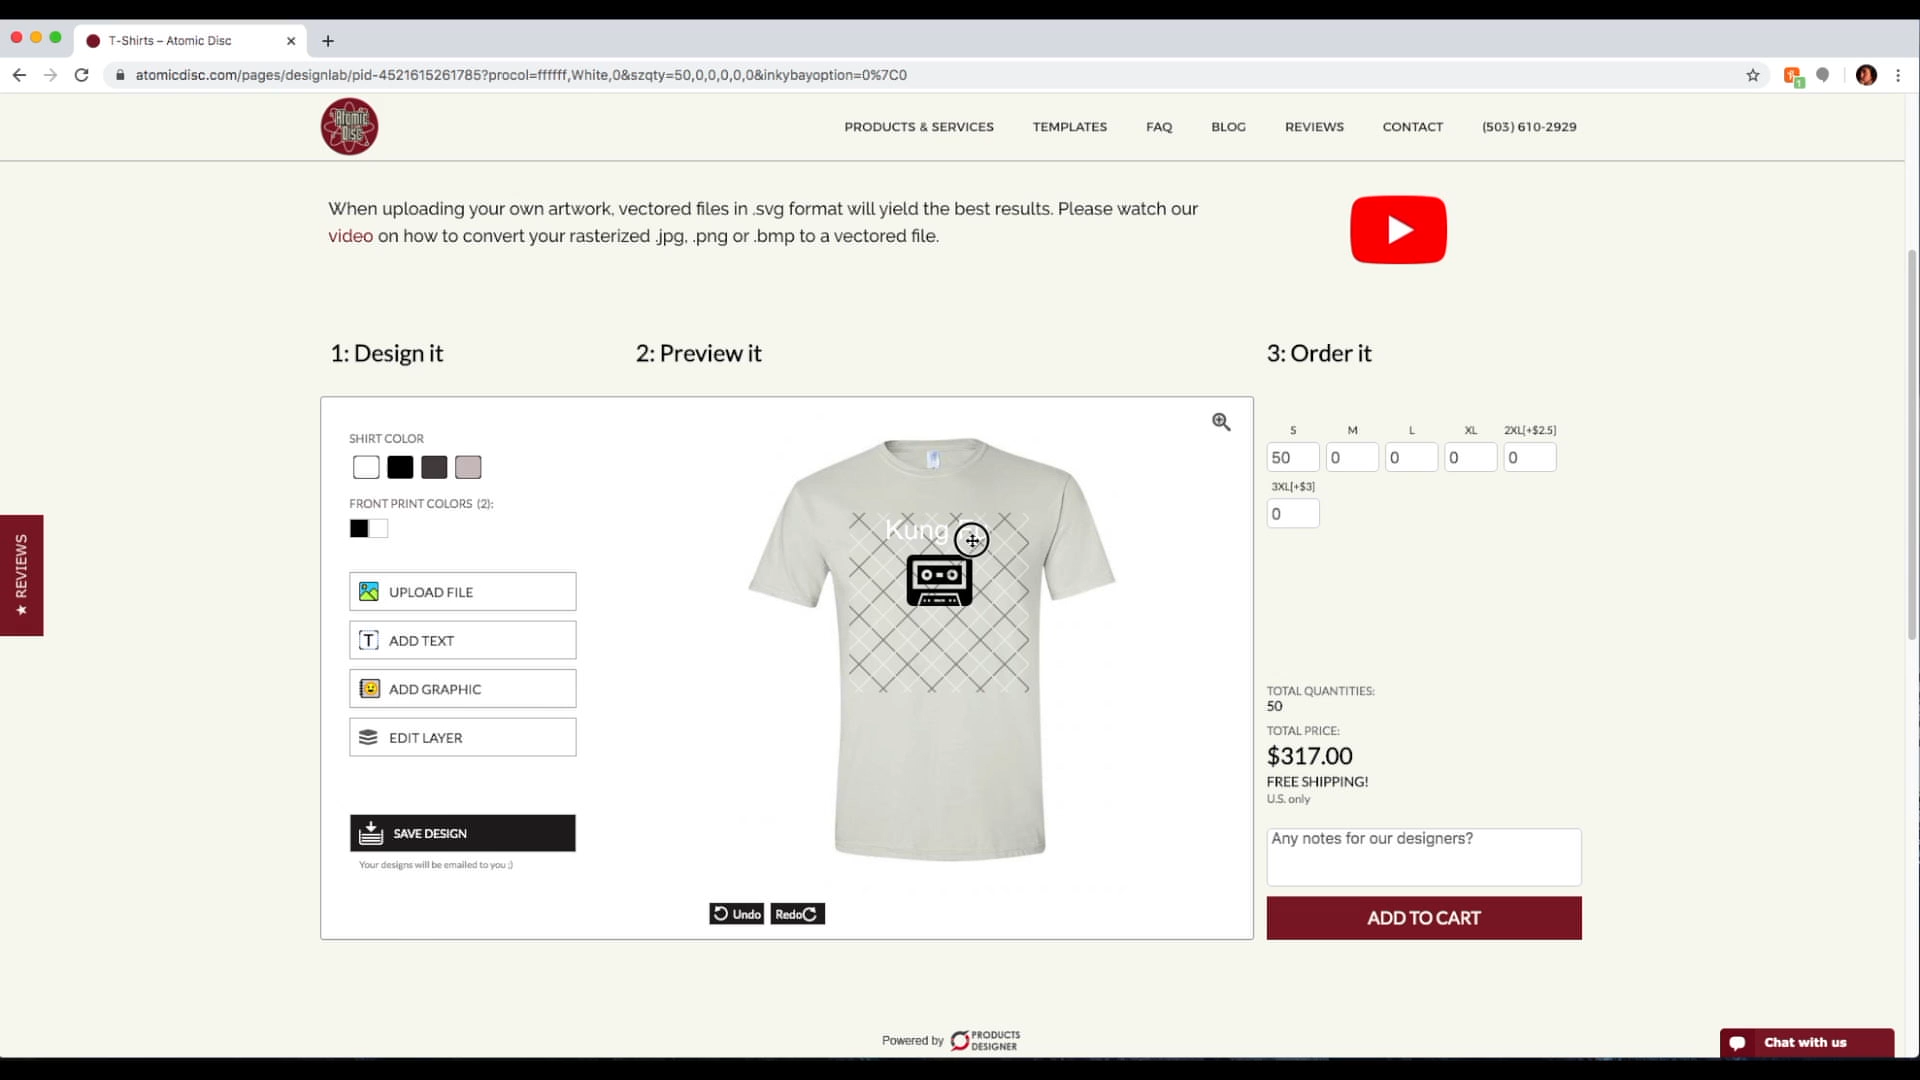 T-Shirts – Atomic Disc
atomicdisc.com/pages/designlab/pid-4521615261785?procol=ffffff,White,0&szqty=50,0,0,0,0,0&inkybayoption=0%7C0
1
Atomic
Disc
PRODUCTS & SERVICES
TEMPLATES
FAQ
BLOG
REVIEWS
CONTACT
(503) 610-2929
When uploading your own artwork, vectored files in .svg format will yield the best results. Please watch our
video on how to convert your rasterized .jpg, .png or .bmp to a vectored file.
1: Design it
2: Preview it
3: Order it
SHIRT COLOR
FRONT PRINT COLORS (2):
UPLOAD FILE
T ADD TEXT
ADD GRAPHIC
EDIT LAYER
SAVE DESIGN
Your designs will be emailed to you ;)
Kung
Undo
Redo
S M L XL 2XL[+$2.5]
50 0 0 0 0
3XL[+$3]
0
TOTAL QUANTITIES:
50
TOTAL PRICE:
$317.00
FREE SHIPPING!
U.S. only
Any notes for our designers?
ADD TO CART
★ REVIEWS
Powered by PRODUCTS
DESIGNER
Chat with us